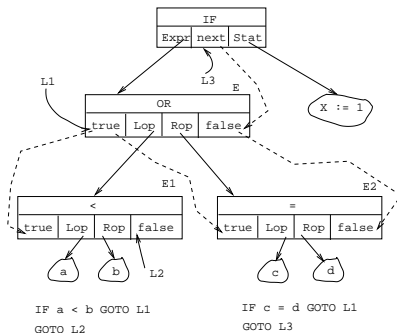 IF
Expr next Stat
L1
L3
E
OR
X := 1
true Lop Rop false
E1
E2
<
=
true Lop Rop false
true Lop Rop false
a b L2
c d
IF a < b GOTO L1
IF c = d GOTO L1
GOTO L2
GOTO L3